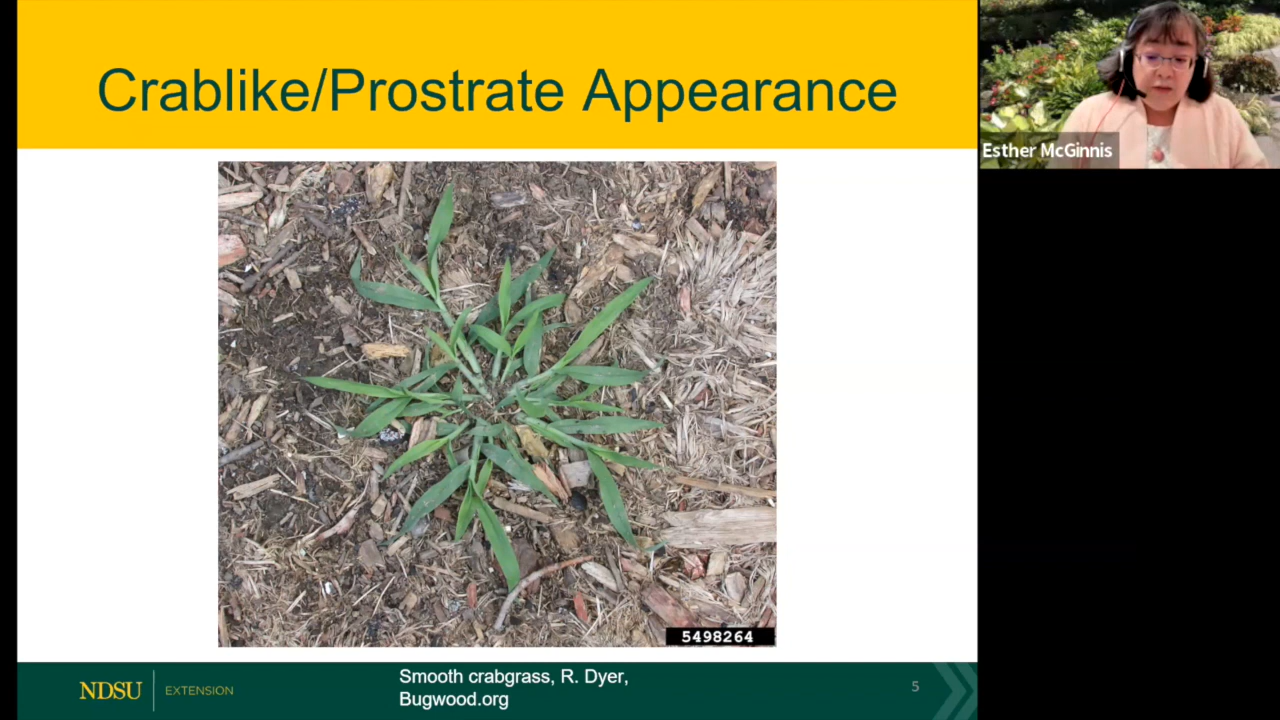 Crablike/Prostrate Appearance
Esther McGinnis
5498264
NDSU
EXTENSION
Smooth crabgrass, R. Dyer,
Bugwood.org
5